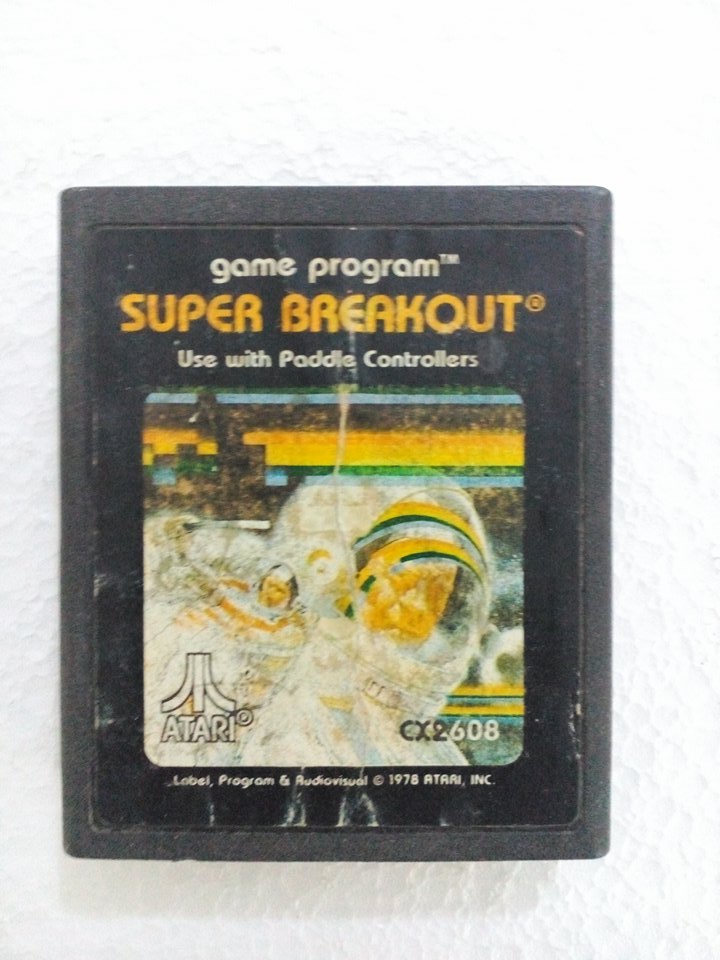 game program™
SUPER BREAKOUT®
Use with Paddle Controllers
ATARI®
CX2608
Label, Program & Audiovisual © 1978 ATARI, INC.